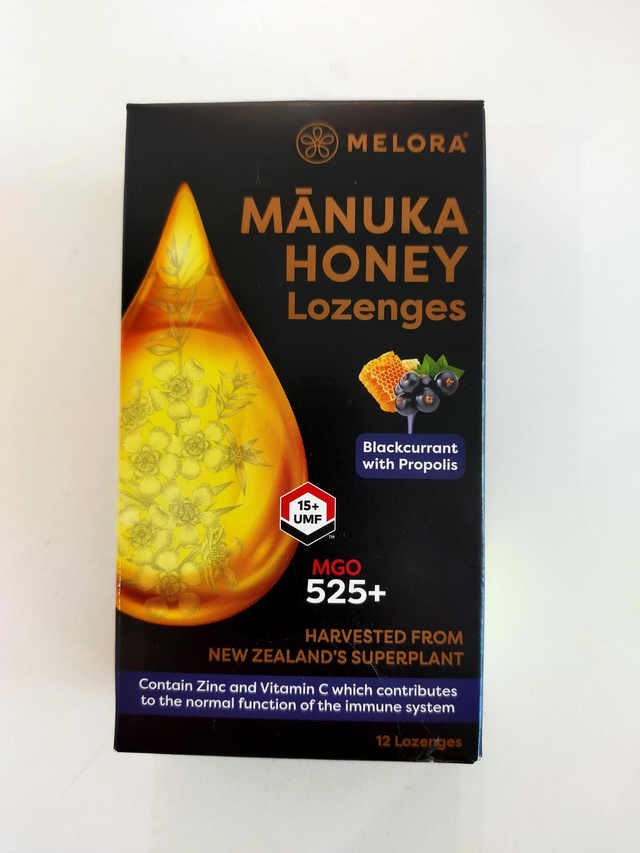 MELORA®
MĀNUKA
HONEY
Lozenges
Blackcurrant
with Propolis
15+
UMF™
MGO
525+
HARVESTED FROM
NEW ZEALAND'S SUPERPLANT
Contain Zinc and Vitamin C which contributes
to the normal function of the immune system
12 Lozenges